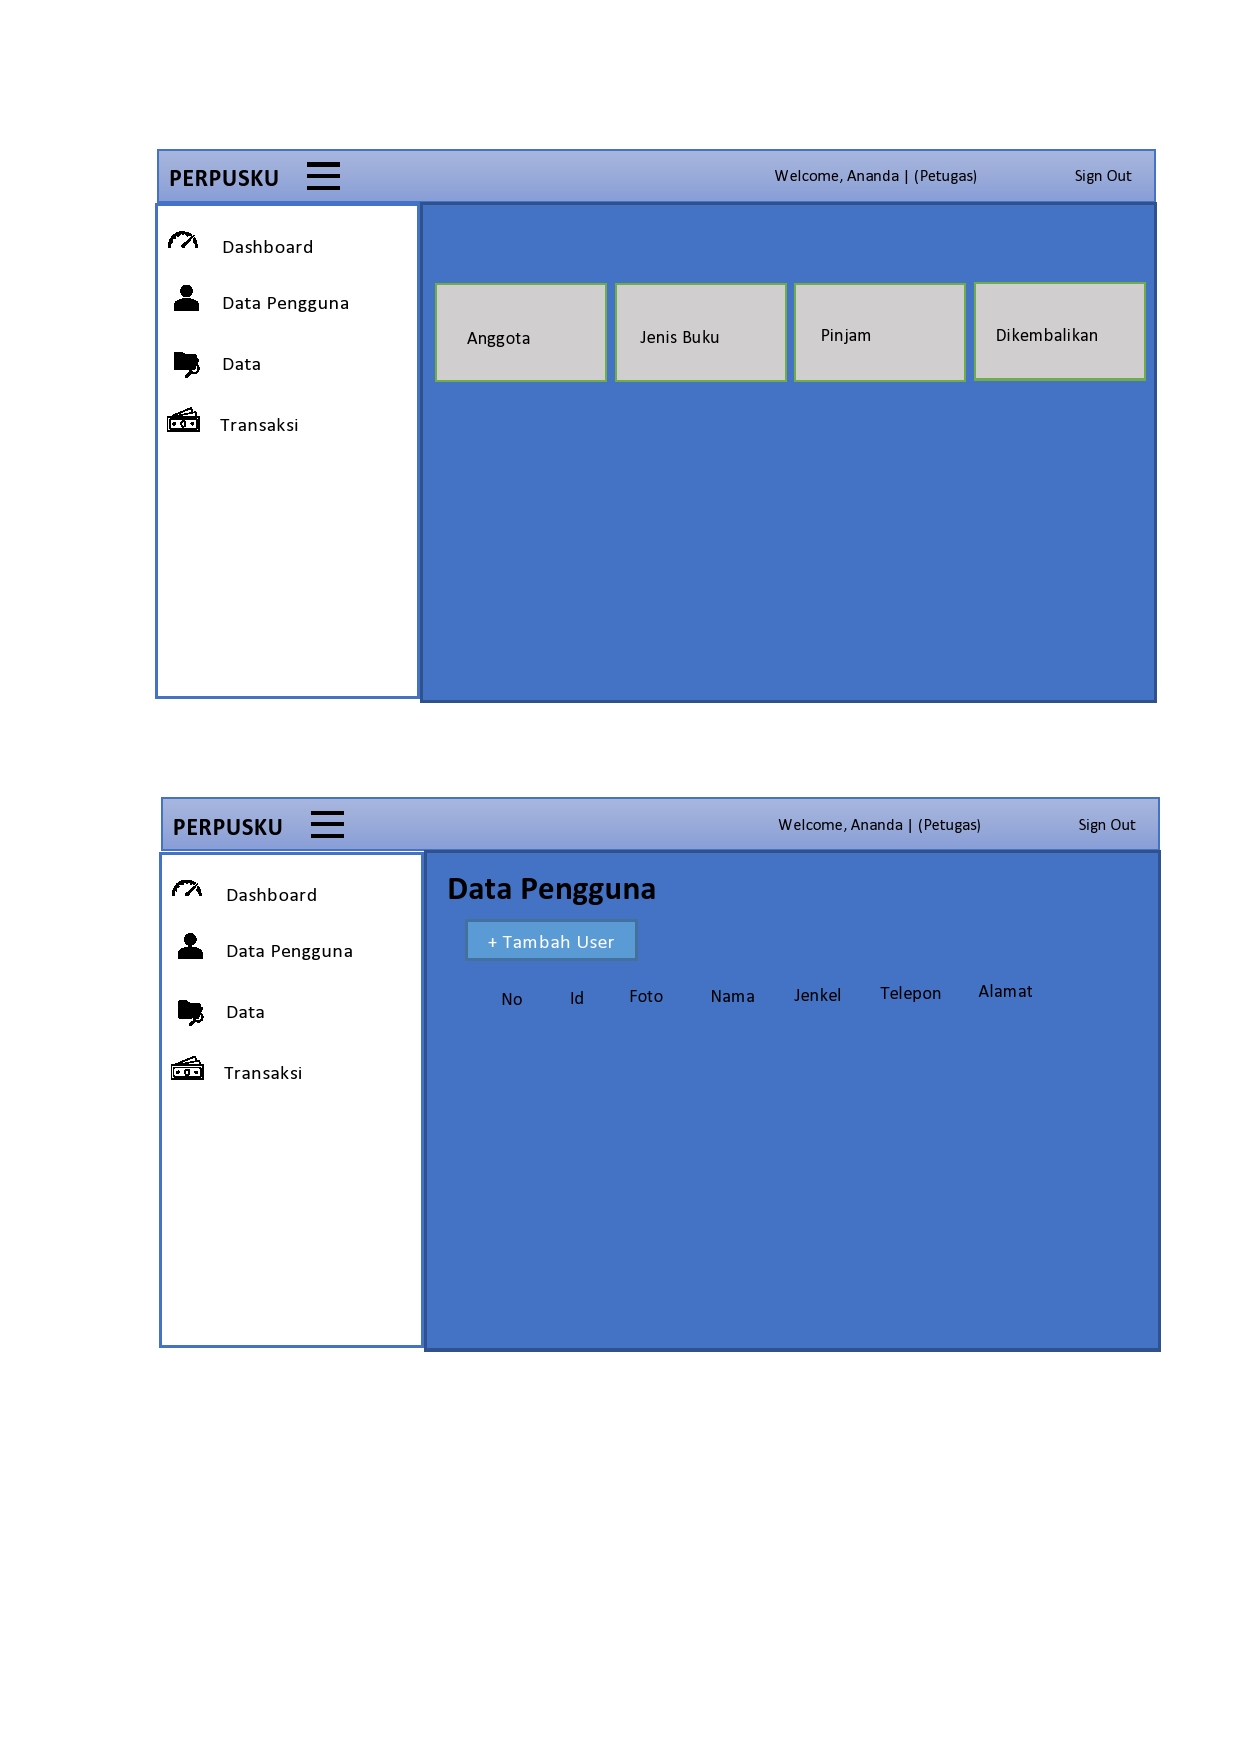 PERPUSKU Welcome, Ananda | (Petugas) Sign Out
Dashboard
Data Pengguna
Data
Transaksi
Anggota Jenis Buku Pinjam Dikembalikan
PERPUSKU Welcome, Ananda | (Petugas) Sign Out
Dashboard
Data Pengguna
Data
Transaksi
Data Pengguna
+ Tambah User
No Id Foto Nama Jenkel Telepon Alamat